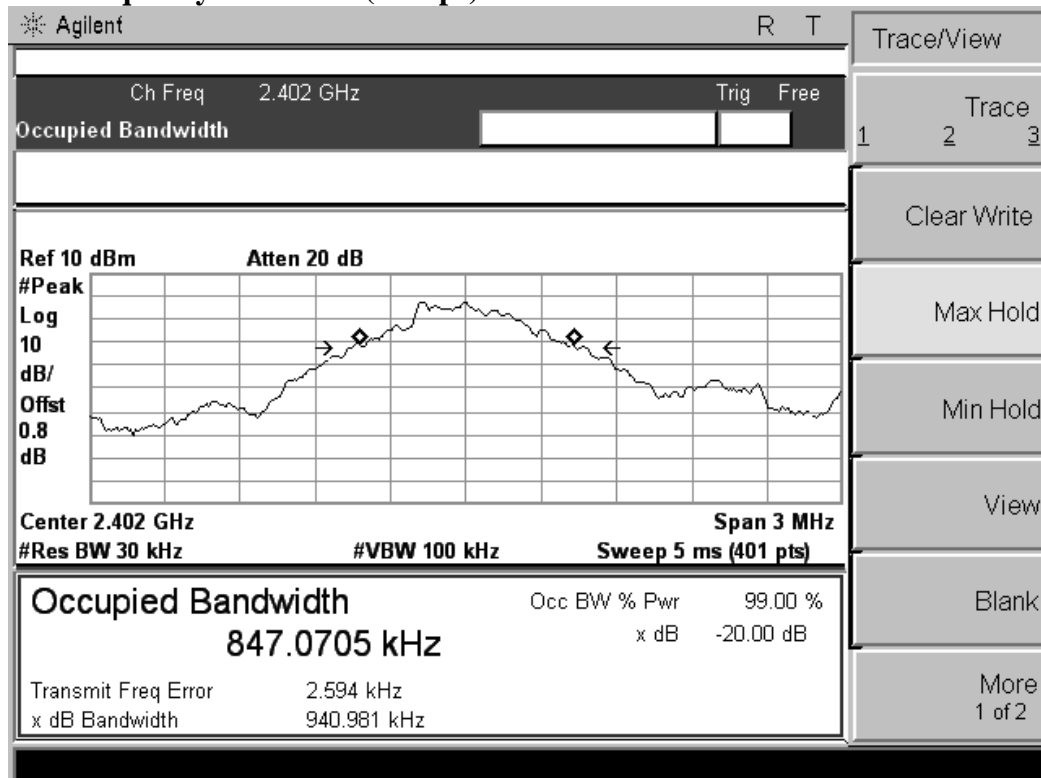 Agilent R T
Ch Freq 2.402 GHz Trig Free
Occupied Bandwidth
Ref 10 dBm Atten 20 dB
#Peak
Log
10
dB/
Offst
0.8
dB
Center 2.402 GHz Span 3 MHz
#Res BW 30 kHz #VBW 100 kHz Sweep 5 ms (401 pts)
Occupied Bandwidth
847.0705 kHz
Occ BW % Pwr 99.00 %
x dB -20.00 dB
Transmit Freq Error 2.594 kHz
x dB Bandwidth 940.981 kHz
Trace/View
Trace
1 2 3
Clear Write
Max Hold
Min Hold
View
Blank
More
1 of 2